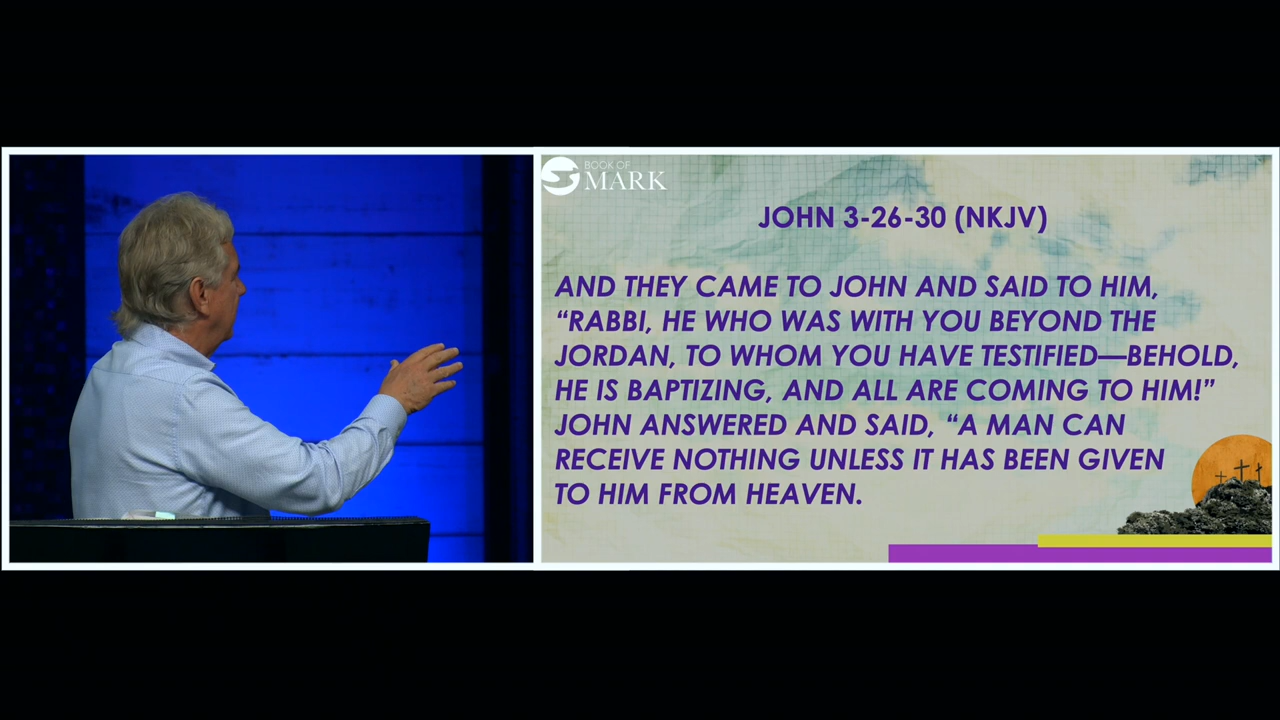 BOOK OF
MARK
JOHN 3-26-30 (NKJV)
AND THEY CAME TO JOHN AND SAID TO HIM,
“RABBI, HE WHO WAS WITH YOU BEYOND THE
JORDAN, TO WHOM YOU HAVE TESTIFIED—BEHOLD,
HE IS BAPTIZING, AND ALL ARE COMING TO HIM!”
JOHN ANSWERED AND SAID, “A MAN CAN
RECEIVE NOTHING UNLESS IT HAS BEEN GIVEN
TO HIM FROM HEAVEN.